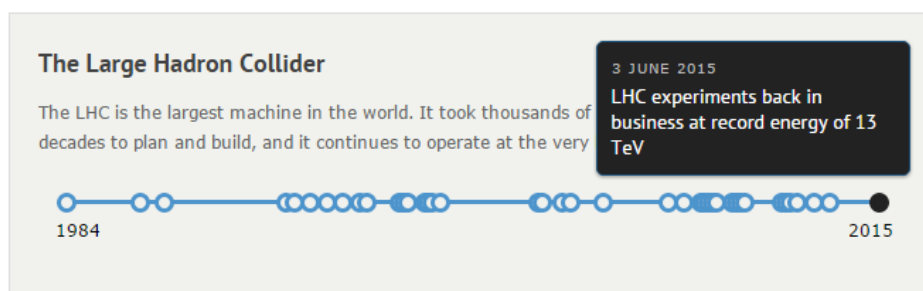 The Large Hadron Collider
The LHC is the largest machine in the world. It took thousands of
decades to plan and build, and it continues to operate at the very
3 JUNE 2015
LHC experiments back in
business at record energy of 13
TeV
1984
2015